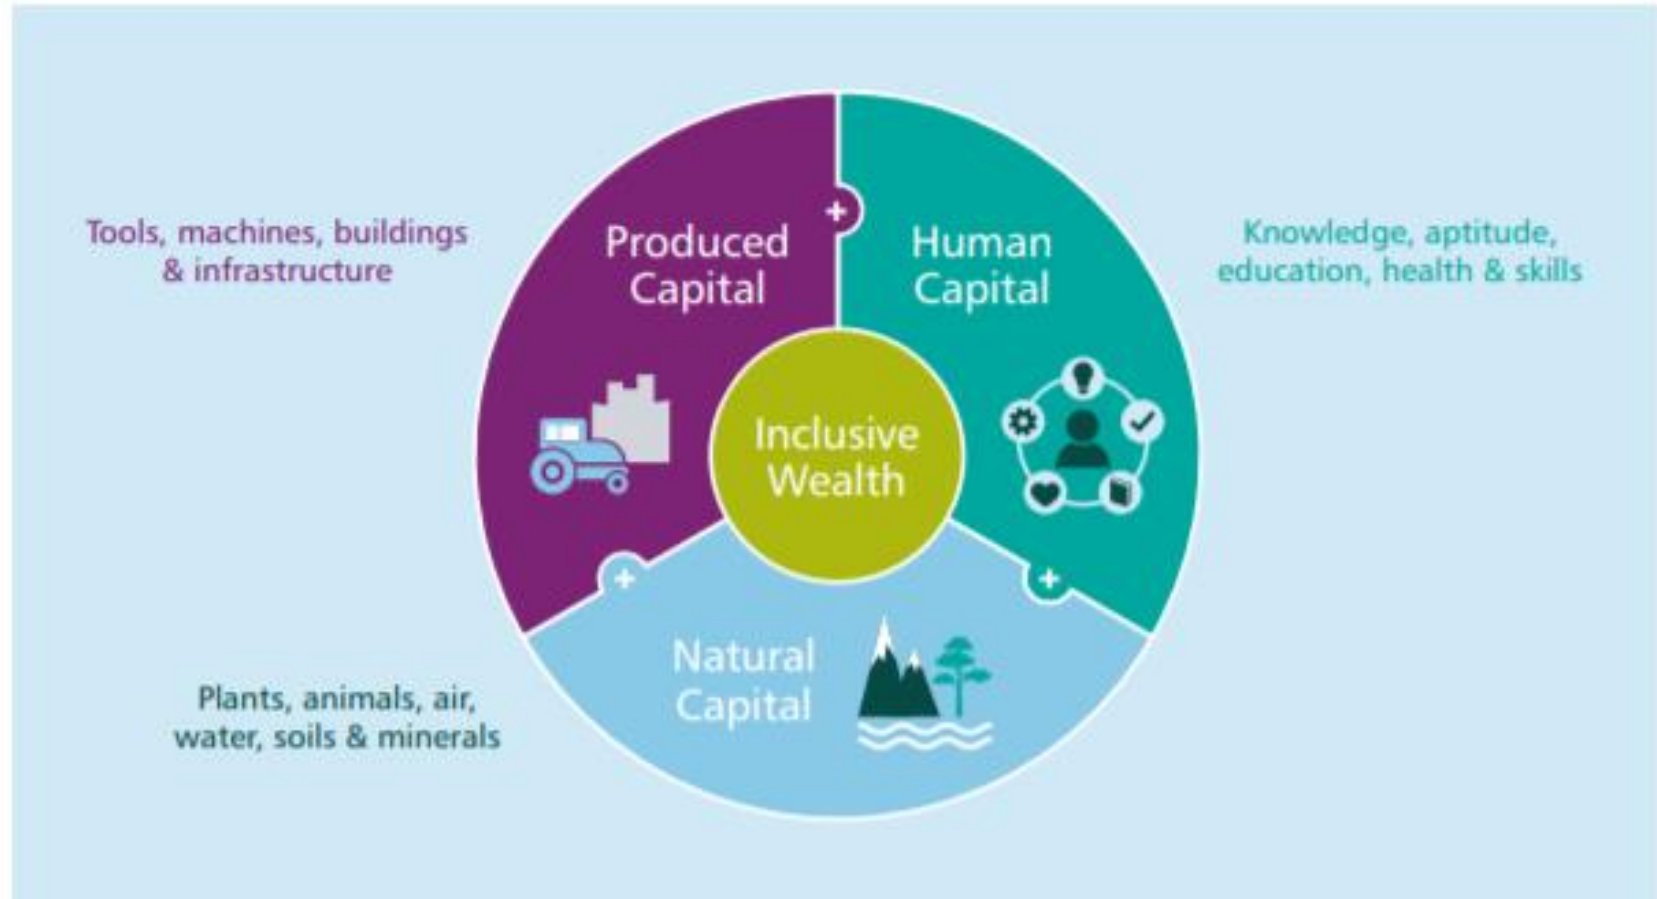 Tools, machines, buildings
& infrastructure
Produced
Capital
+
Human
Capital
Knowledge, aptitude,
education, health & skills
Inclusive
Wealth
+
+
Natural
Capital
Plants, animals, air,
water, soils & minerals